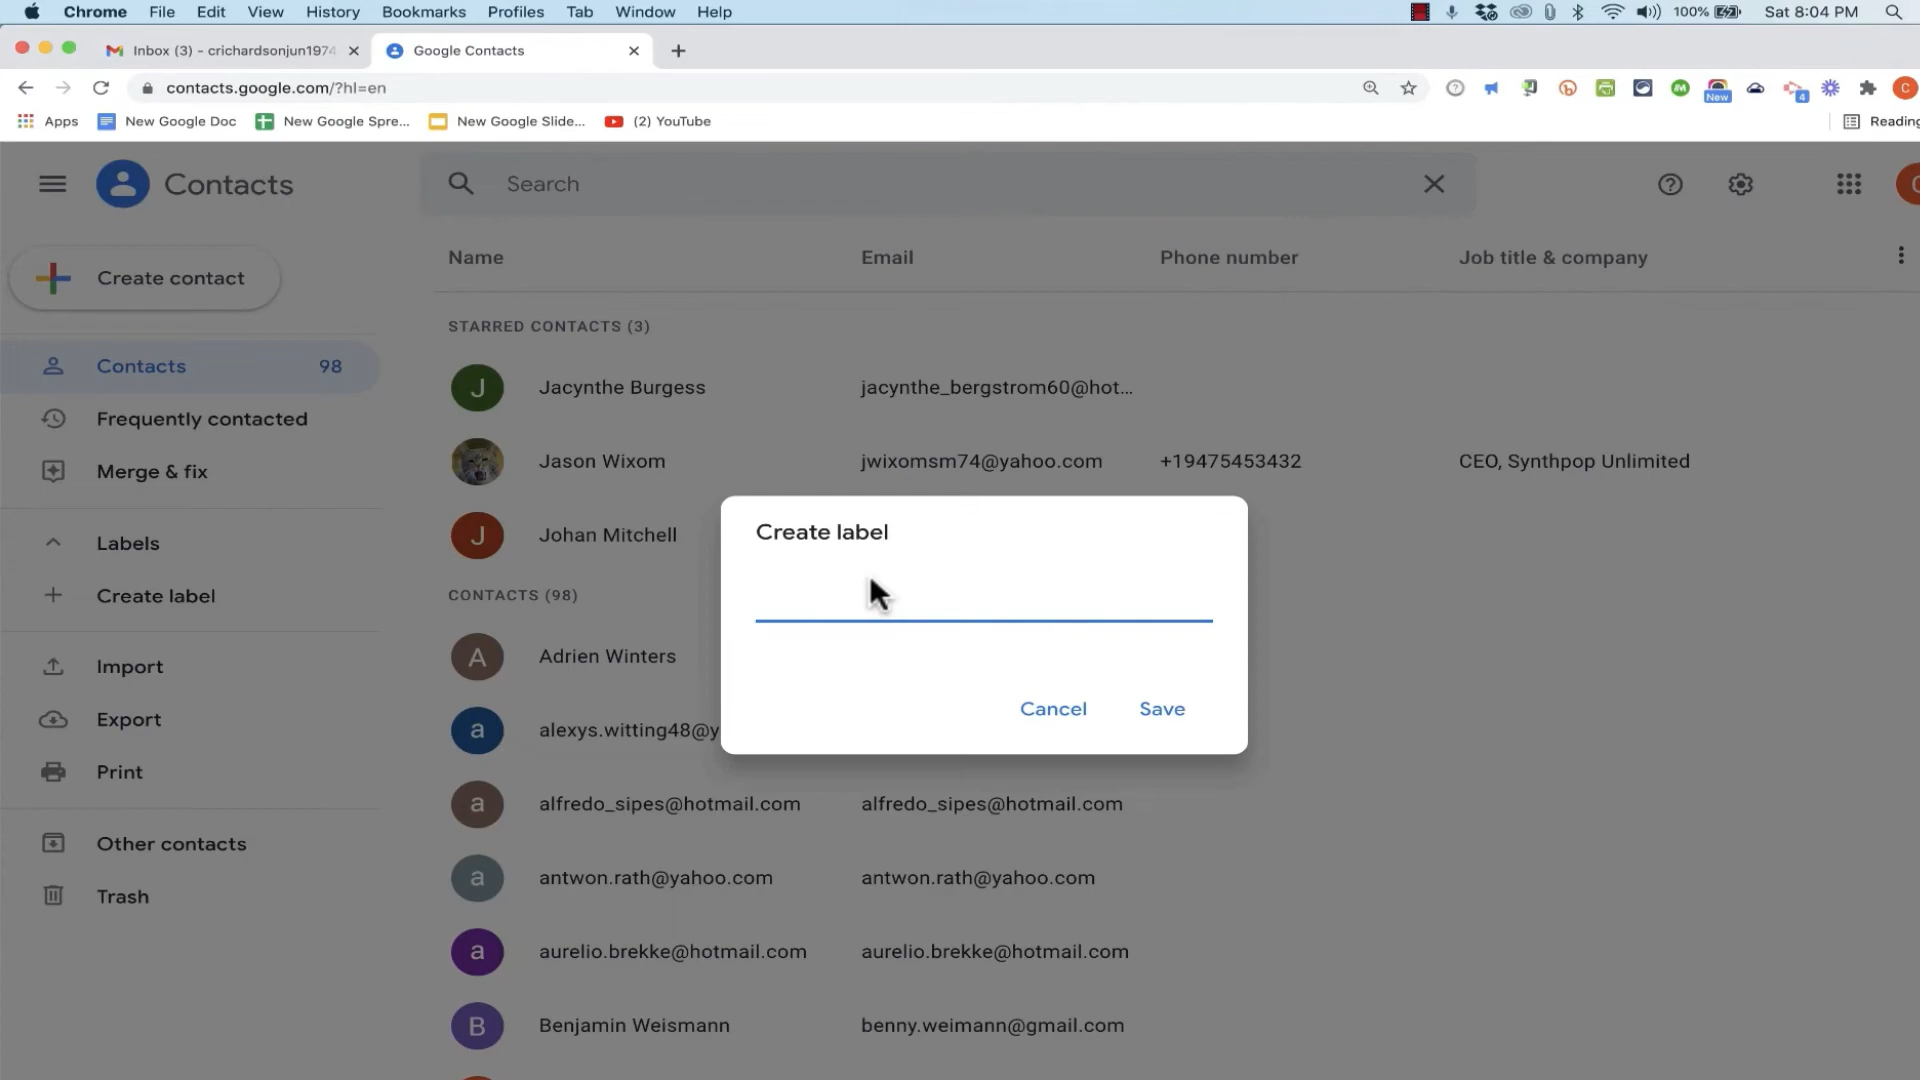 Chrome File Edit View History Bookmarks Profiles Tab Window Help 100% Sat 8:04 PM
Inbox (3) - crichardsonjun1974 Google Contacts
contacts.google.com/?hl=en New 4 C
Apps New Google Doc New Google Spre... New Google Slide... (2) YouTube Reading
Contacts Search
Name Email Phone number Job title & company
Create contact
STARRED CONTACTS (3)
Contacts 98
J Jacynthe Burgess jacynthe_bergstrom60@hot...
Frequently contacted
Jason Wixom jwixomsm74@yahoo.com +19475453432 CEO, Synthpop Unlimited
Merge & fix
Create label
J Johan Mitchell
Labels
Create label
CONTACTS (98)
A Adrien Winters
Import
Cancel Save
Export
a alexys.witting48@y
Print
a alfredo_sipes@hotmail.com alfredo_sipes@hotmail.com
Other contacts
a antwon.rath@yahoo.com antwon.rath@yahoo.com
Trash
a aurelio.brekke@hotmail.com aurelio.brekke@hotmail.com
B Benjamin Weismann benny.weimann@gmail.com